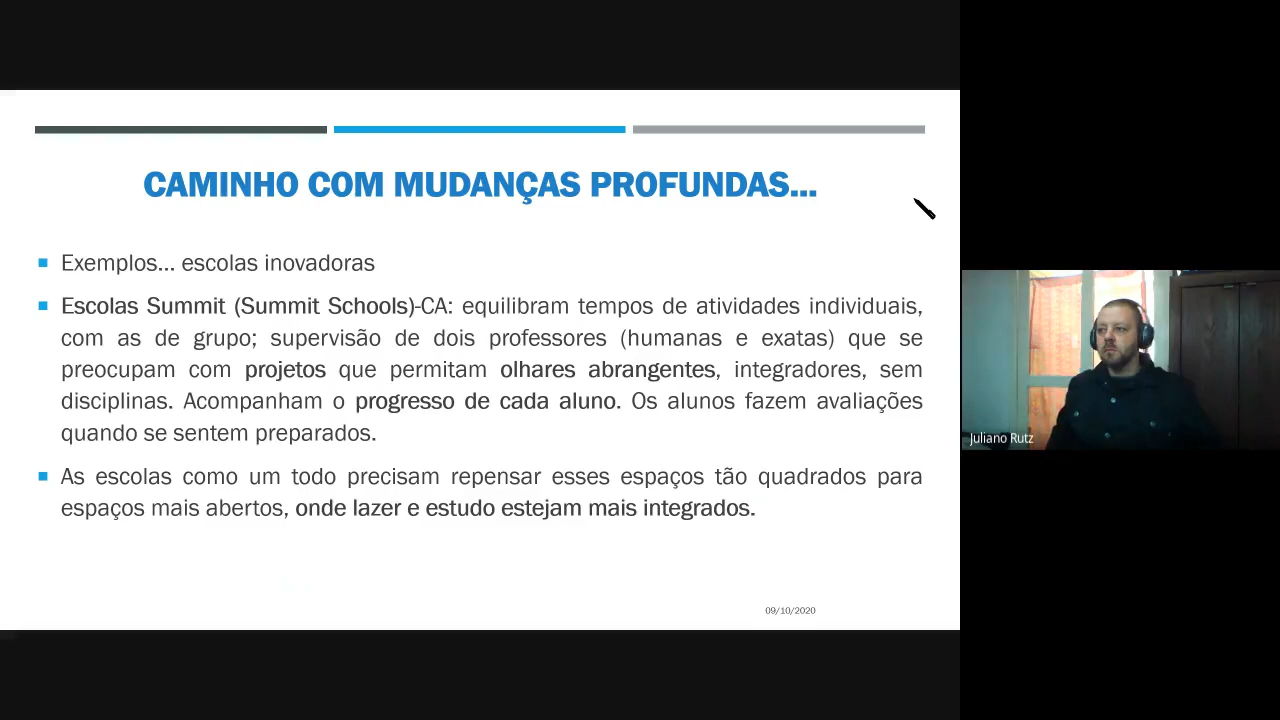 CAMINHO COM MUDANÇAS PROFUNDAS...
Exemplos... escolas inovadoras
Escolas Summit (Summit Schools)-CA: equilibram tempos de atividades individuais,
com as de grupo; supervisão de dois professores (humanas e exatas) que se
preocupam com projetos que permitam olhares abrangentes, integradores, sem
disciplinas. Acompanham o progresso de cada aluno. Os alunos fazem avaliações
quando se sentem preparados.
As escolas como um todo precisam repensar esses espaços tão quadrados para
espaços mais abertos, onde lazer e estudo estejam mais integrados.
09/10/2020
Juliano Rutz